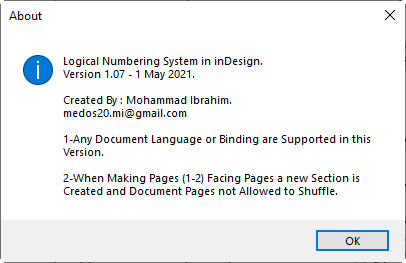 About
Logical Numbering System in inDesign.
Version 1.07 - 1 May 2021.
Created By : Mohammad Ibrahim.
medos20.mi@gmail.com
1-Any Document Language or Binding are Supported in this
Version.
2-When Making Pages (1-2) Facing Pages a new Section is
Created and Document Pages not Allowed to Shuffle.
OK